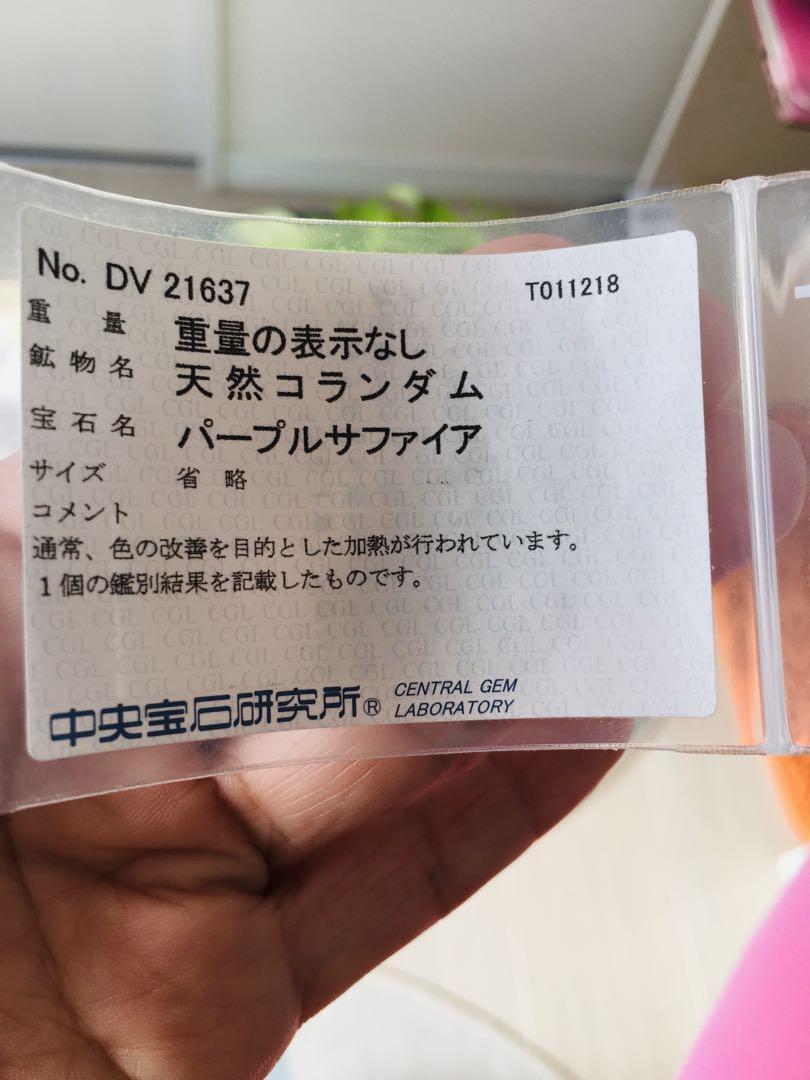 No. DV 21637 T011218
重量 重量の表示なし
鉱物名 天然コランダム
宝石名 パープルサファイア
サイズ 省略
コメント
通常、色の改善を目的とした加熱が行われています。
1個の鑑別結果を記載したものです。
中央宝石研究所® CENTRAL GEM LABORATORY